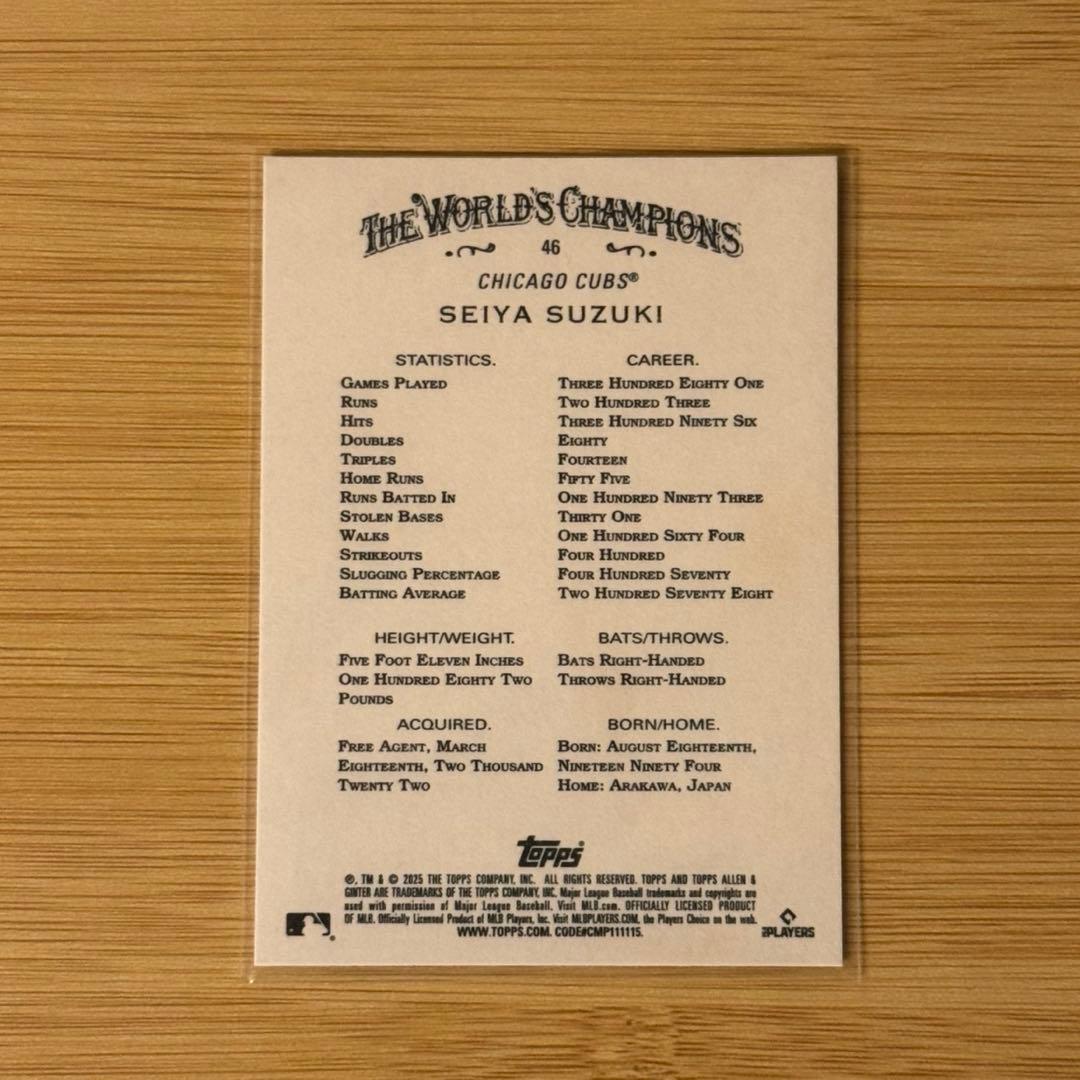 THE WORLD'S CHAMPIONS
46
CHICAGO CUBS®
SEIYA SUZUKI
STATISTICS. CAREER.
GAMES PLAYED THREE HUNDRED EIGHTY ONE
RUNS TWO HUNDRED THREE
HITS THREE HUNDRED NINETY SIX
DOUBLES EIGHTY
TRIPLES FOURTEEN
HOME RUNS FIFTY FIVE
RUNS BATTED IN ONE HUNDRED NINETY THREE
STOLEN BASES THIRTY ONE
WALKS ONE HUNDRED SIXTY FOUR
STRIKEOUTS FOUR HUNDRED
SLUGGING PERCENTAGE FOUR HUNDRED SEVENTY
BATTING AVERAGE TWO HUNDRED SEVENTY EIGHT
HEIGHT/WEIGHT.
FIVE FOOT ELEVEN INCHES
ONE HUNDRED EIGHTY TWO
POUNDS
BATS/THROWS.
BATS RIGHT-HANDED
THROWS RIGHT-HANDED
ACQUIRED.
FREE AGENT, MARCH
EIGHTEENTH, TWO THOUSAND
TWENTY TWO
BORN/HOME.
BORN: AUGUST EIGHTEENTH,
NINETEEN NINETY FOUR
HOME: ARAKAWA, JAPAN
topps®
℗, TM & © 2025 THE TOPPS COMPANY, INC. ALL RIGHTS RESERVED. TOPPS AND TOPPS ALLEN &
GINTER ARE TRADEMARKS OF THE TOPPS COMPANY, INC. Major League Baseball trademarks and copyrights are
used with permission of Major League Baseball. Visit MLB.com. OFFICIALLY LICENSED PRODUCT
OF MLB. Officially Licensed Product of MLB Players, Inc. Visit MLBPLAYERS.COM, the Players Choice on the web.
WWW.TOPPS.COM. CODE#CMP111115.
PLAYERS